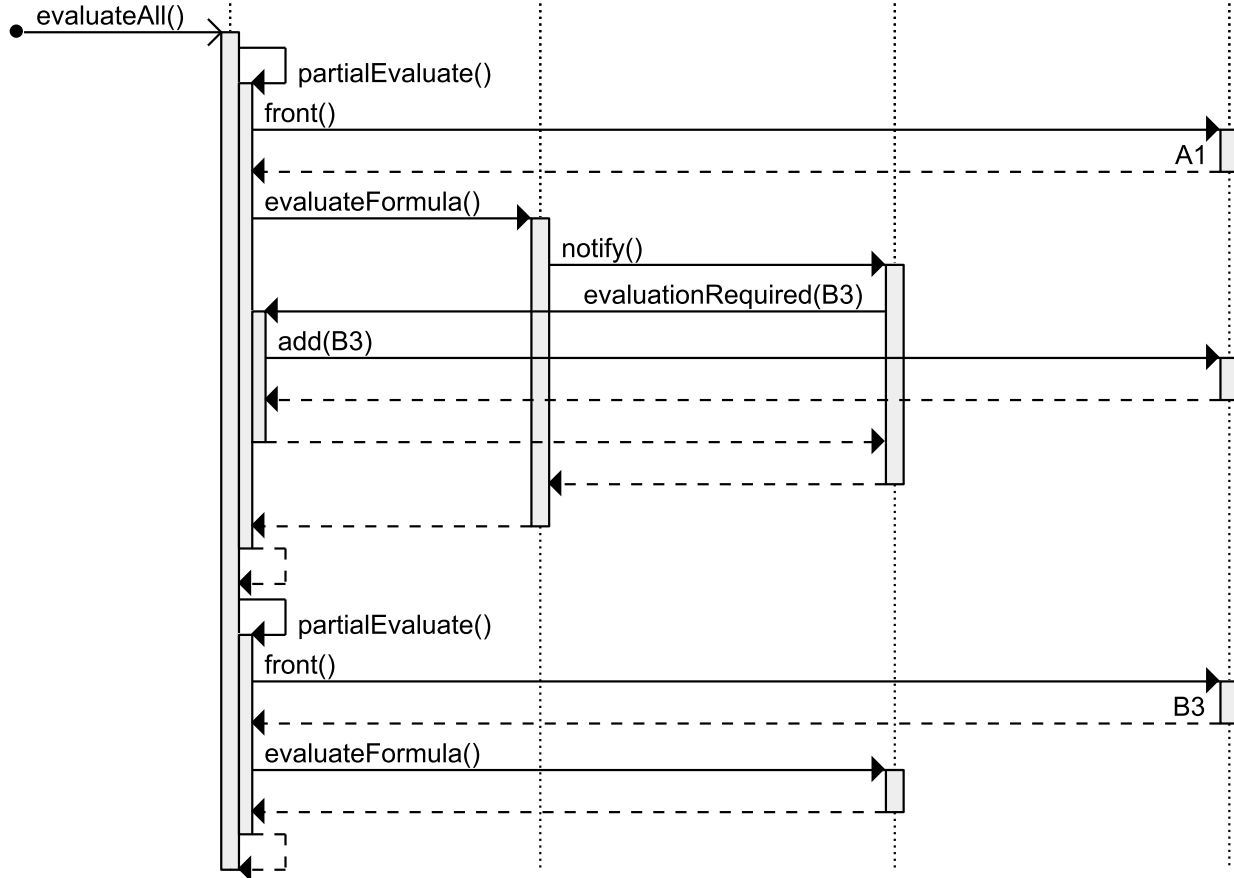 evaluateAll()
partialEvaluate()
front()
A1
evaluateFormula()
notify()
evaluationRequired(B3)
add(B3)
partialEvaluate()
front()
B3
evaluateFormula()